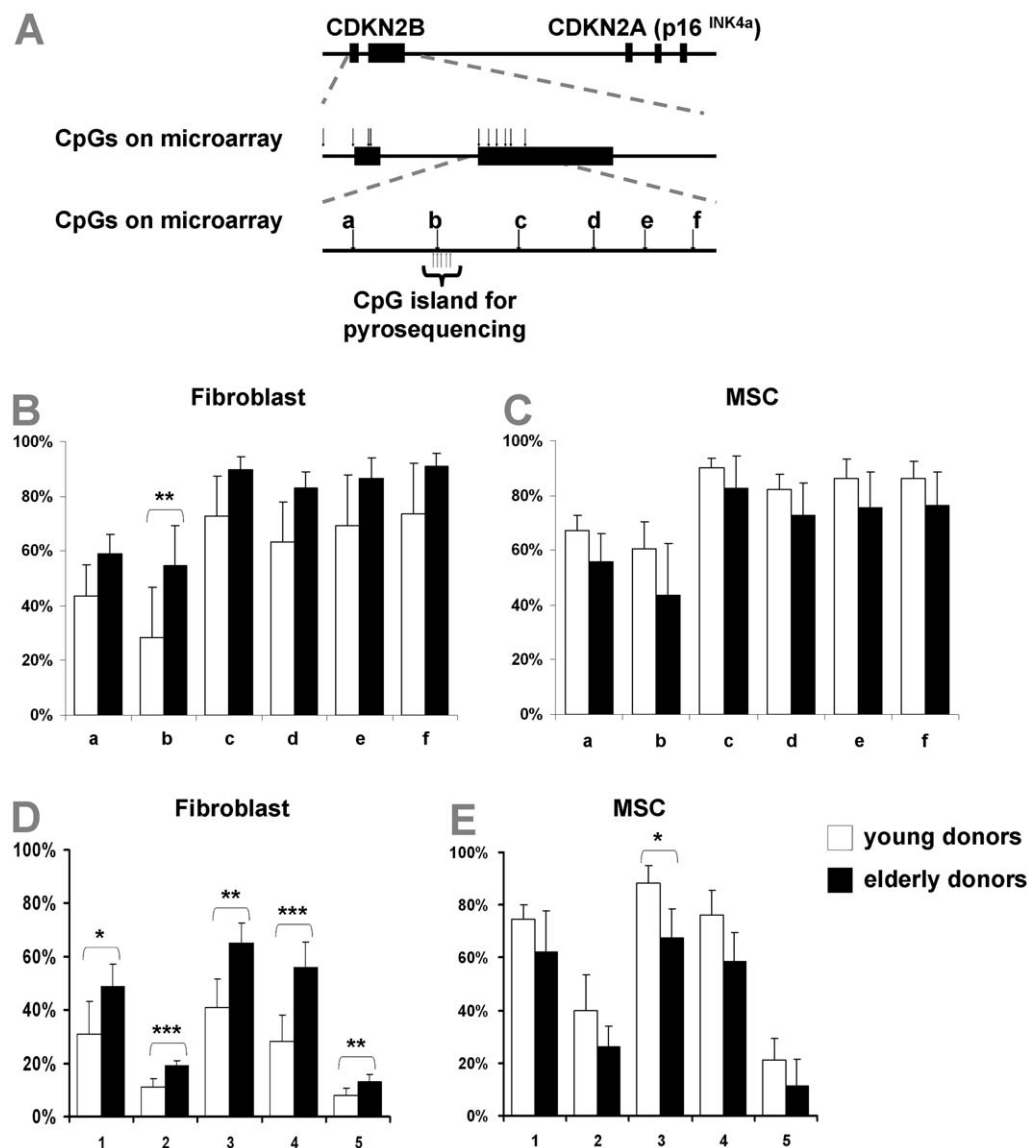 A
CDKN2B CDKN2A (p16 INK4a)
CpGs on microarray
CpGs on microarray
a b c d e f
CpG island for
pyrosequencing
B Fibroblast
100%
80%
60%
40%
20%
0%
**
a b c d e f
C MSC
100%
80%
60%
40%
20%
0%
a b c d e f
D Fibroblast
100%
80%
60%
40%
20%
0%
* *** ** *** **
1 2 3 4 5
E MSC
100%
80%
60%
40%
20%
0%
*
1 2 3 4 5
young donors
elderly donors